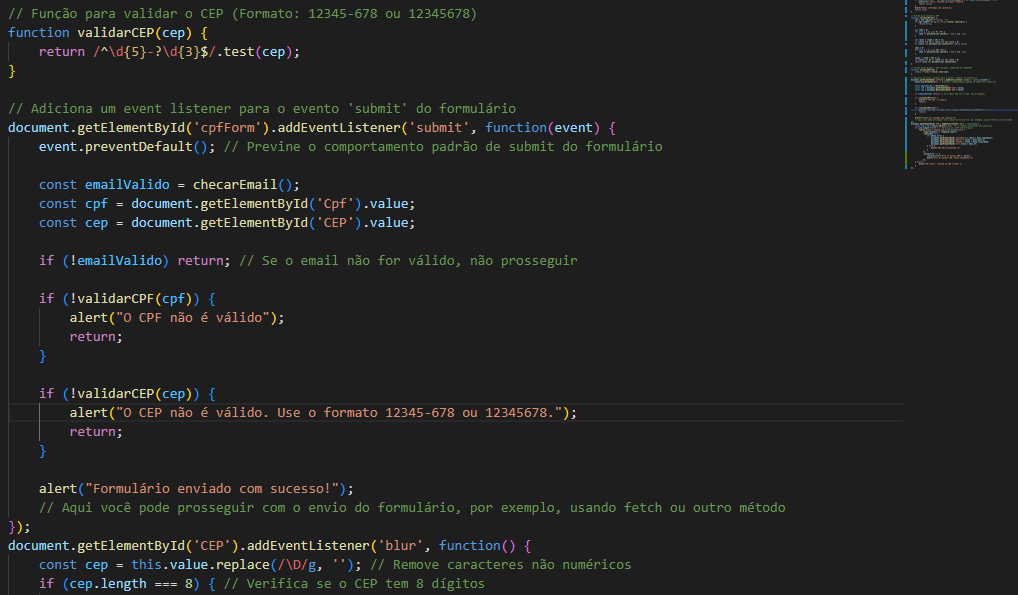 // Função para validar o CEP (Formato: 12345-678 ou 12345678)
function validarCEP(cep) {
    return /^\d{5}-?\d{3}$/.test(cep);
}
// Adiciona um event listener para o evento 'submit' do formulário
document.getElementById('cpfForm').addEventListener('submit', function(event) {
    event.preventDefault(); // Previne o comportamento padrão de submit do formulário
    const emailValido = checarEmail();
    const cpf = document.getElementById('Cpf').value;
    const cep = document.getElementById('CEP').value;
    if (!emailValido) return; // Se o email não for válido, não prosseguir
    if (!validarCPF(cpf)) {
        alert("O CPF não é válido");
        return;
    }
    if (!validarCEP(cep)) {
        alert("O CEP não é válido. Use o formato 12345-678 ou 12345678.");
        return;
    }
    alert("Formulário enviado com sucesso!");
    // Aqui você pode prosseguir com o envio do formulário, por exemplo, usando fetch ou outro método
});
document.getElementById('CEP').addEventListener('blur', function() {
    const cep = this.value.replace(/\D/g, ''); // Remove caracteres não numéricos
    if (cep.length === 8) { // Verifica se o CEP tem 8 dígitos